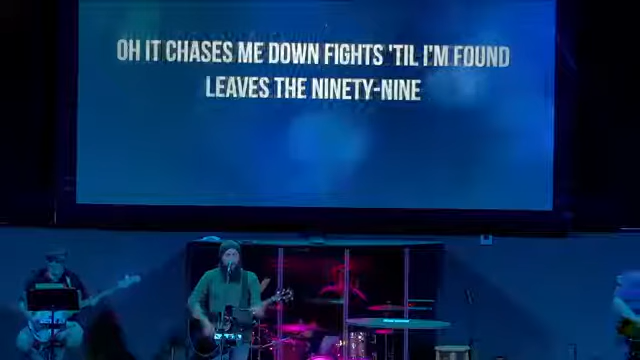 OH IT CHASES ME DOWN FIGHTS 'TIL I'M FOUND
LEAVES THE NINETY-NINE